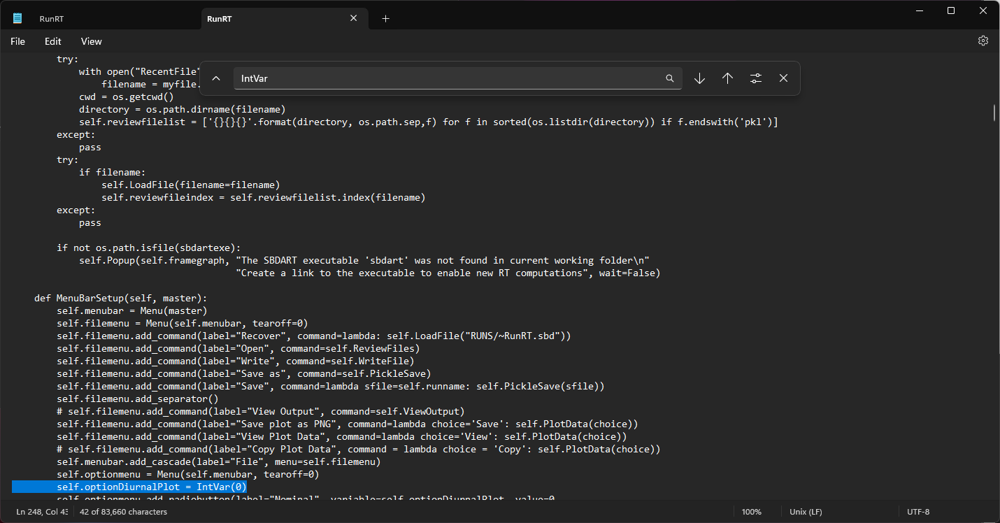 RunRT
RunRT
File Edit View
try:
IntVar
with open("RecentFile"
filename = myfile.
cwd = os.getcwd()
directory = os.path.dirname(filename)
self.reviewfilelist = ['{}{}{}'.format(directory, os.path.sep,f) for f in sorted(os.listdir(directory)) if f.endswith('pkl')]
except:
pass
try:
if filename:
self.LoadFile(filename=filename)
self.reviewfileindex = self.reviewfilelist.index(filename)
except:
pass
if not os.path.isfile(sbdartexe):
self.Popup(self.framegraph, "The SBDART executable 'sbdart' was not found in current working folder\n"
"Create a link to the executable to enable new RT computations", wait=False)
def MenuBarSetup(self, master):
self.menubar = Menu(master)
self.filemenu = Menu(self.menubar, tearoff=0)
self.filemenu.add_command(label="Recover", command=lambda: self.LoadFile("RUNS/~RunRT.sbd"))
self.filemenu.add_command(label="Open", command=self.ReviewFiles)
self.filemenu.add_command(label="Write", command=self.WriteFile)
self.filemenu.add_command(label="Save as", command=self.PickleSave)
self.filemenu.add_command(label="Save", command=lambda sfile=self.runname: self.PickleSave(sfile))
self.filemenu.add_separator()
# self.filemenu.add_command(label="View Output", command=self.ViewOutput)
self.filemenu.add_command(label="Save plot as PNG", command=lambda choice='Save': self.PlotData(choice))
self.filemenu.add_command(label="View Plot Data", command=lambda choice='View': self.PlotData(choice))
# self.filemenu.add_command(label="Copy Plot Data", command = lambda choice = 'Copy': self.PlotData(choice))
self.menubar.add_cascade(label="File", menu=self.filemenu)
self.optionmenu = Menu(self.menubar, tearoff=0)
self.optionDiurnalPlot = IntVar(0)
self.optionmenu.add_radiobutton(label="Nominal", variable=self.optionDiurnalPlot, value=0
Ln 248, Col 43 42 of 83,660 characters 100% Unix (LF) UTF-8